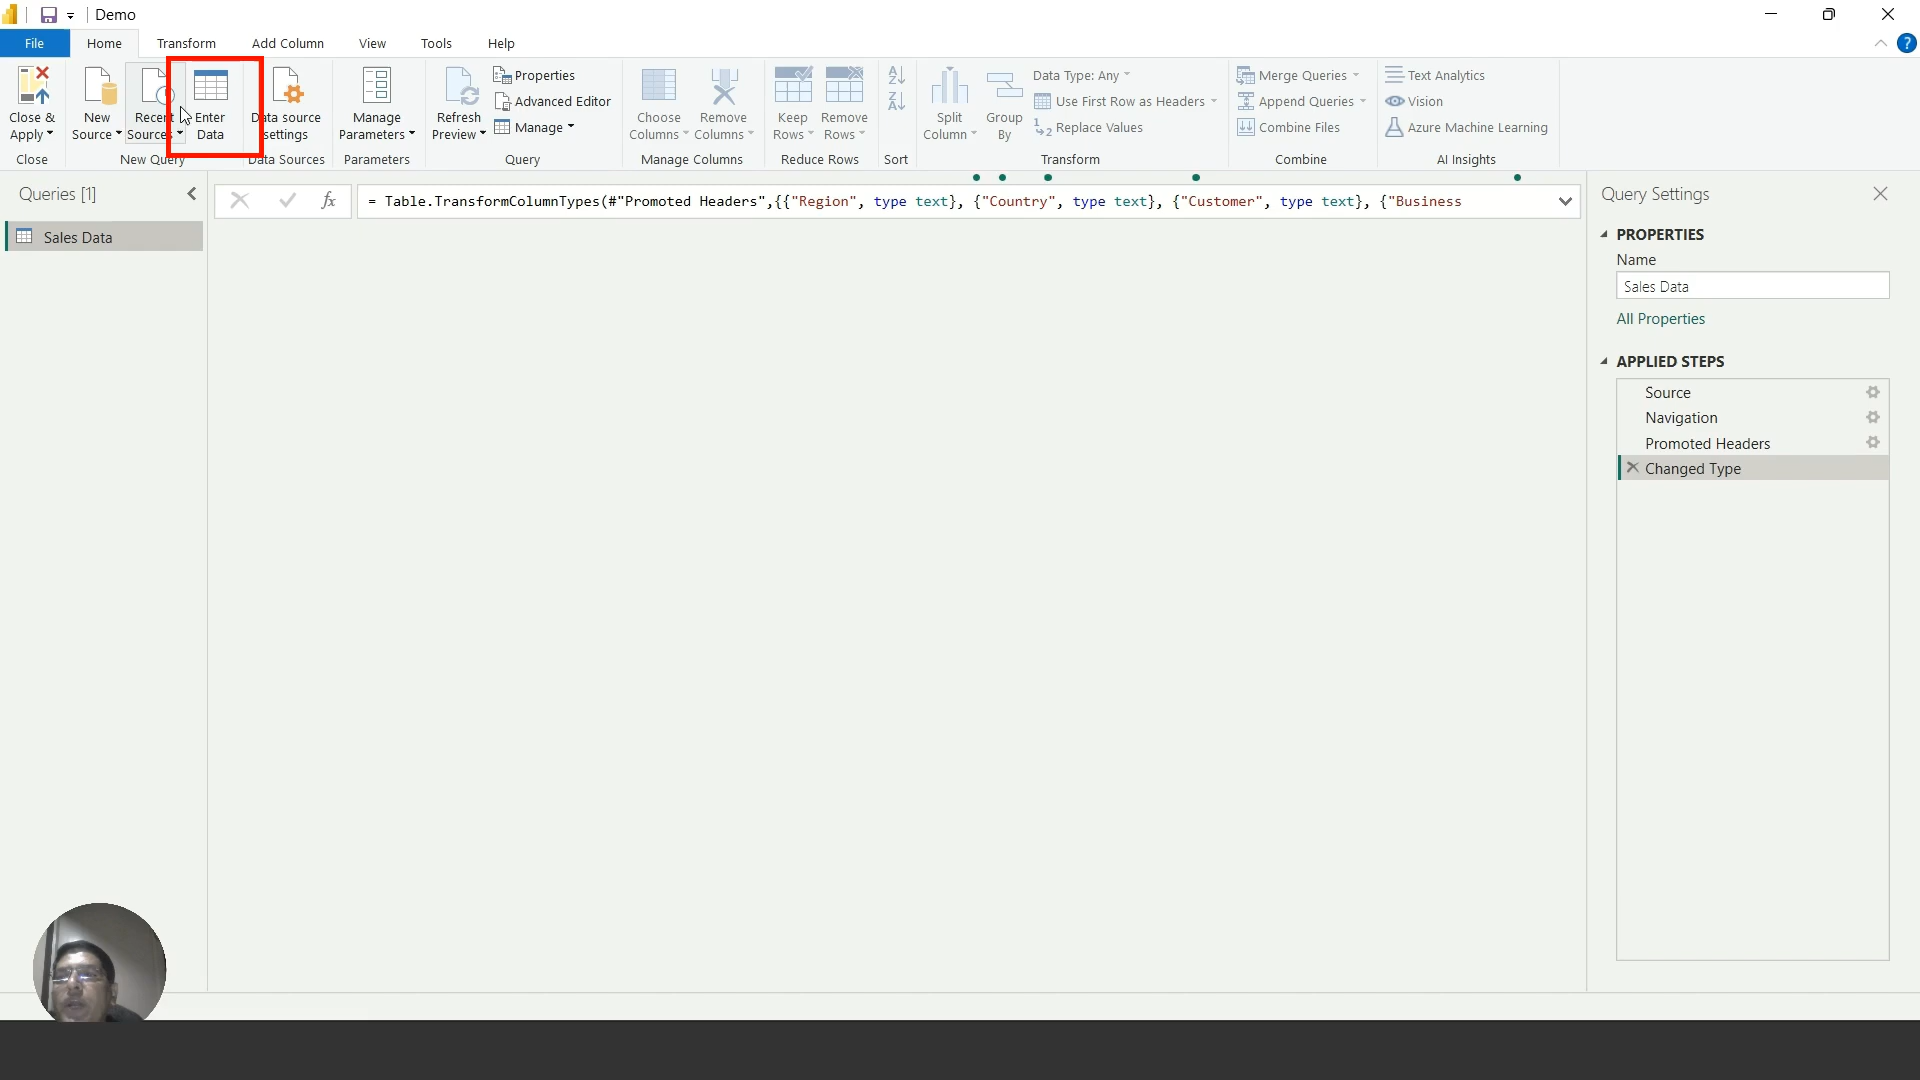 Demo
File Home Transform Add Column View Tools Help
Close & Apply
New Source
Recent Sources
Enter Data
Data source settings
Manage Parameters
Refresh Preview
Properties
Advanced Editor
Manage
Choose Columns
Remove Columns
Keep Rows
Remove Rows
Split Column
Group By
Data Type: Any
Use First Row as Headers
Replace Values
Merge Queries
Append Queries
Combine Files
Text Analytics
Vision
Azure Machine Learning
Close New Query Data Sources Parameters Query Manage Columns Reduce Rows Sort Transform Combine AI Insights
Queries [1]
Sales Data
fx
= Table.TransformColumnTypes(#"Promoted Headers",{{"Region", type text}, {"Country", type text}, {"Customer", type text}, {"Business
Query Settings
PROPERTIES
Name
Sales Data
All Properties
APPLIED STEPS
Source
Navigation
Promoted Headers
Changed Type